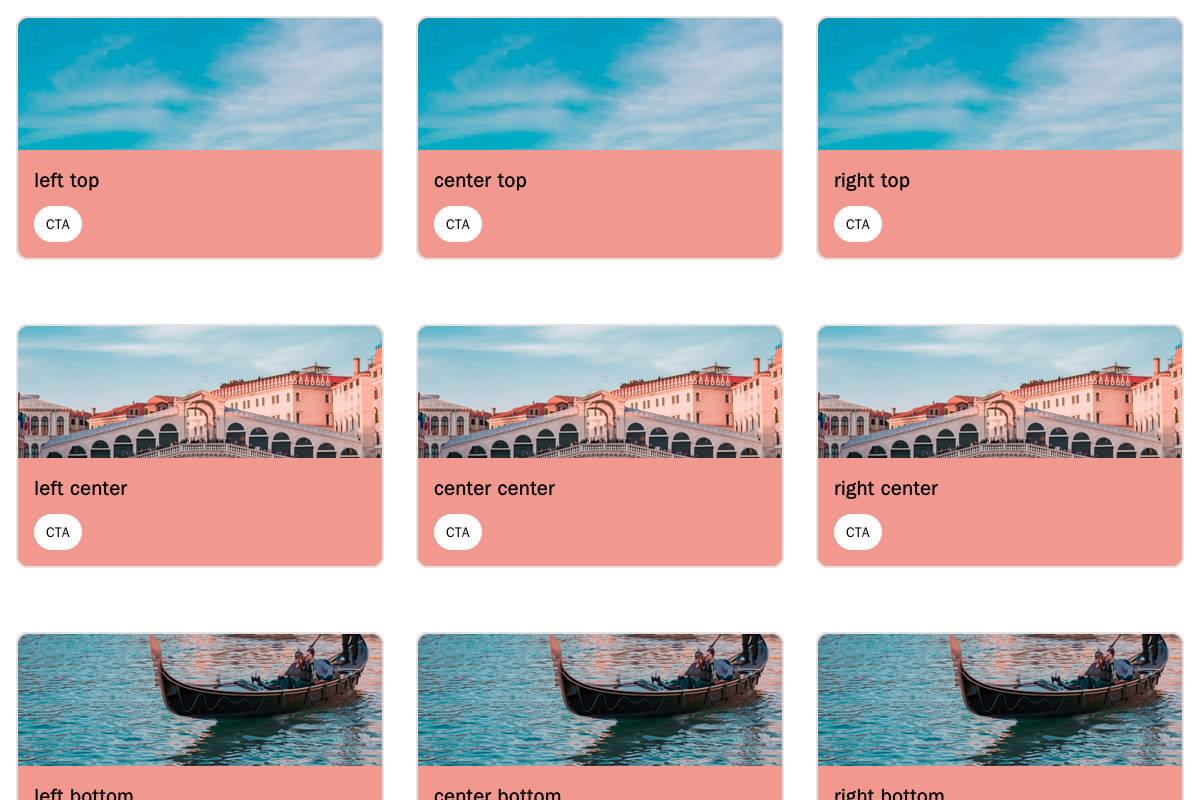 left top
center top
right top
CTA
CTA
CTA
left center
center center
right center
CTA
CTA
CTA
left bottom
center bottom
right bottom